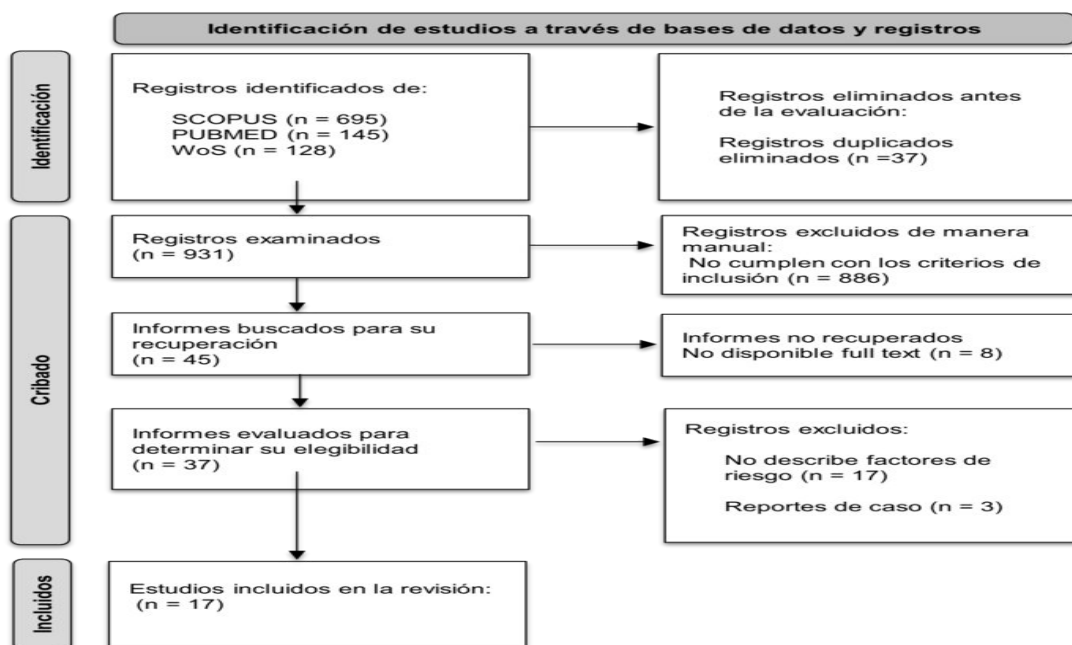 Identificación de estudios a través de bases de datos y registros
Identificación
Registros identificados de:
SCOPUS (n = 695)
PUBMED (n = 145)
WoS (n = 128)
Registros eliminados antes
de la evaluación:
Registros duplicados
eliminados (n =37)
Cribado
Registros examinados
(n = 931)
Registros excluidos de manera
manual:
No cumplen con los criterios de
inclusión (n = 886)
Informes buscados para su
recuperación
(n = 45)
Informes no recuperados
No disponible full text (n = 8)
Informes evaluados para
determinar su elegibilidad
(n = 37)
Registros excluidos:
No describe factores de
riesgo (n = 17)
Reportes de caso (n = 3)
Incluidos
Estudios incluidos en la revisión:
(n = 17)